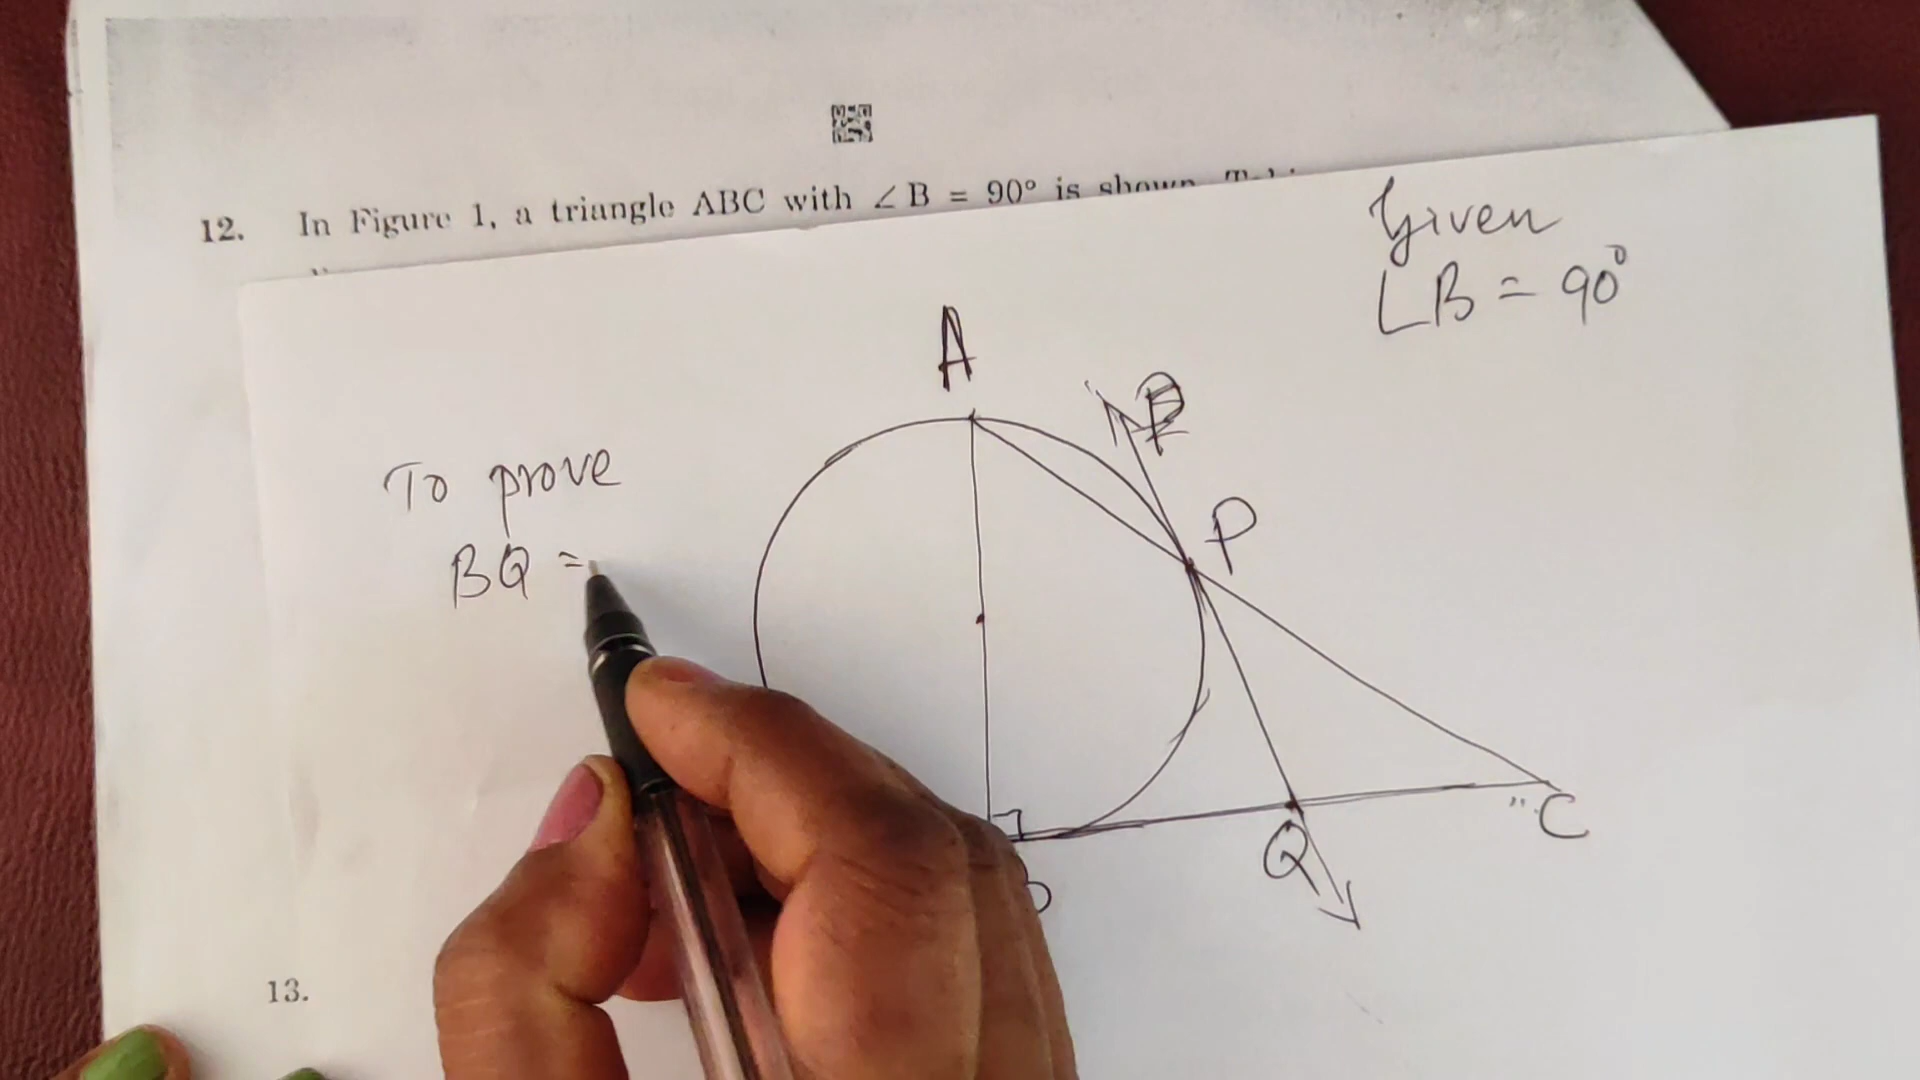 12. In Figure 1, a triangle ABC with ∠ B = 90° is shown.
Given
∠B = 90°
A
P
To prove
BQ =
Q
C
13.